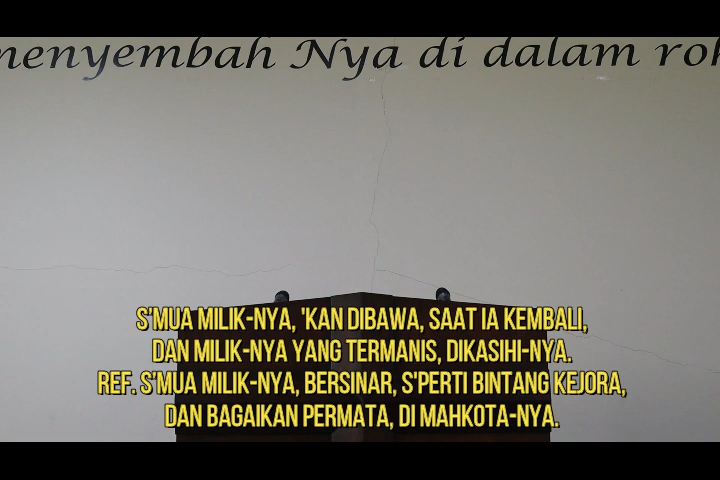 menyembah Nya di dalam roh
S'MUA MILIK-NYA, 'KAN DIBAWA, SAAT IA KEMBALI,
DAN MILIK-NYA YANG TERMANIS, DIKASIHI-NYA.
REF. S'MUA MILIK-NYA, BERSINAR, S'PERTI BINTANG KEJORA,
DAN BAGAIKAN PERMATA, DI MAHKOTA-NYA.